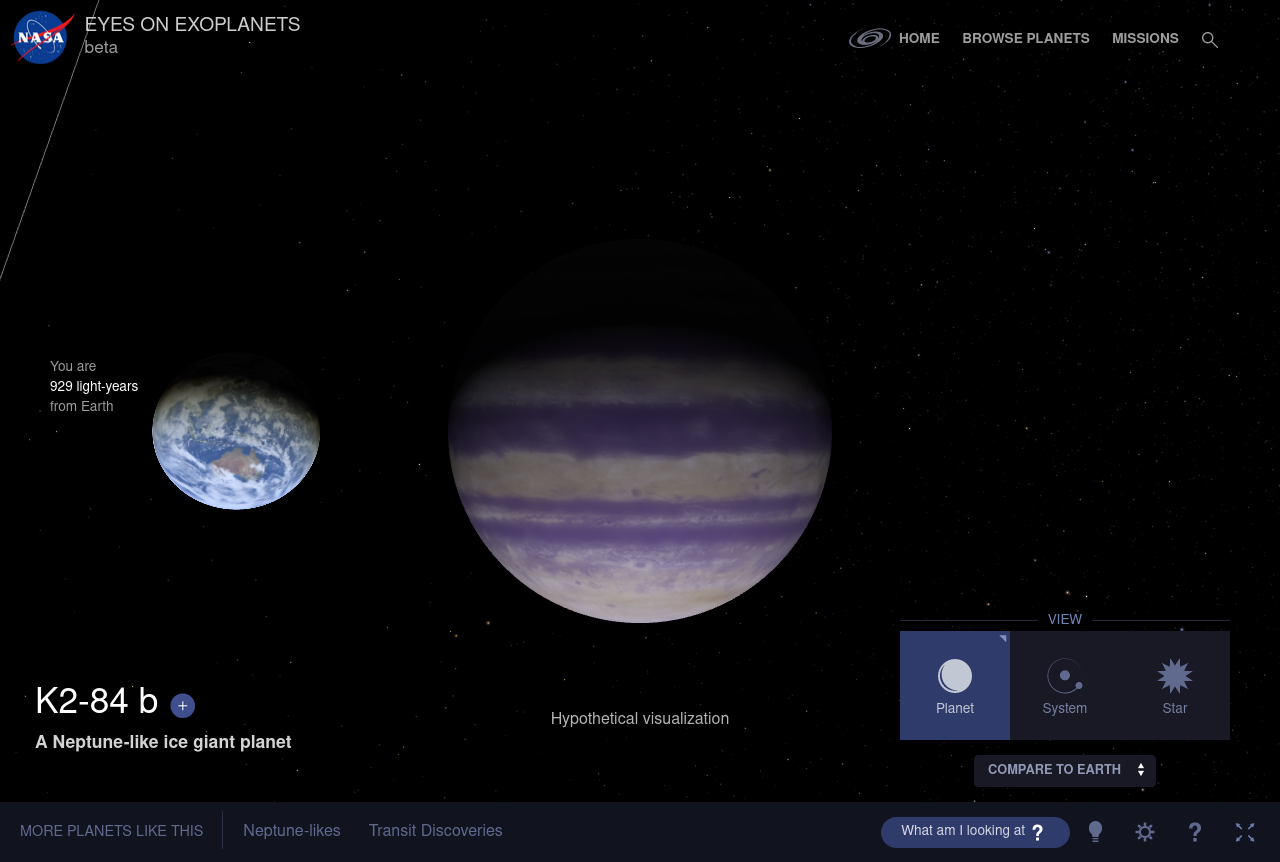 NASA
EYES ON EXOPLANETS
beta
HOME
BROWSE PLANETS
MISSIONS
You are
929 light-years
from Earth
VIEW
Planet
System
Star
K2-84 b +
A Neptune-like ice giant planet
Hypothetical visualization
COMPARE TO EARTH
MORE PLANETS LIKE THIS
Neptune-likes
Transit Discoveries
What am I looking at ?
?